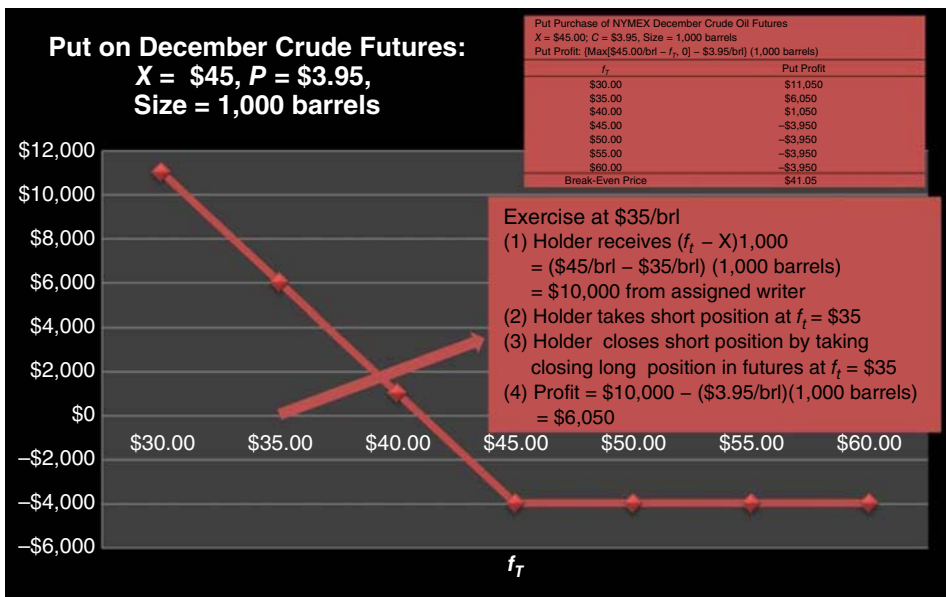 Put on December Crude Futures:
X = $45, P = $3.95,
Size = 1,000 barrels
Put Purchase of NYMEX December Crude Oil Futures
X = $45.00; C = $3.95, Size = 1,000 barrels
Put Profit: {Max[$45.00/brl – fT, 0] – $3.95/brl} (1,000 barrels)
fT Put Profit
$30.00 $11,050
$35.00 $6,050
$40.00 $1,050
$45.00 –$3,950
$50.00 –$3,950
$55.00 –$3,950
$60.00 –$3,950
Break-Even Price $41.05
$12,000
$10,000
$8,000
$6,000
$4,000
$2,000
$0
–$2,000
–$4,000
–$6,000
Exercise at $35/brl
(1) Holder receives (ft – X)1,000
= ($45/brl – $35/brl) (1,000 barrels)
= $10,000 from assigned writer
(2) Holder takes short position at ft = $35
(3) Holder closes short position by taking
closing long position in futures at ft = $35
(4) Profit = $10,000 – ($3.95/brl)(1,000 barrels)
= $6,050
$30.00 $35.00 $40.00 $45.00 $50.00 $55.00 $60.00
fT